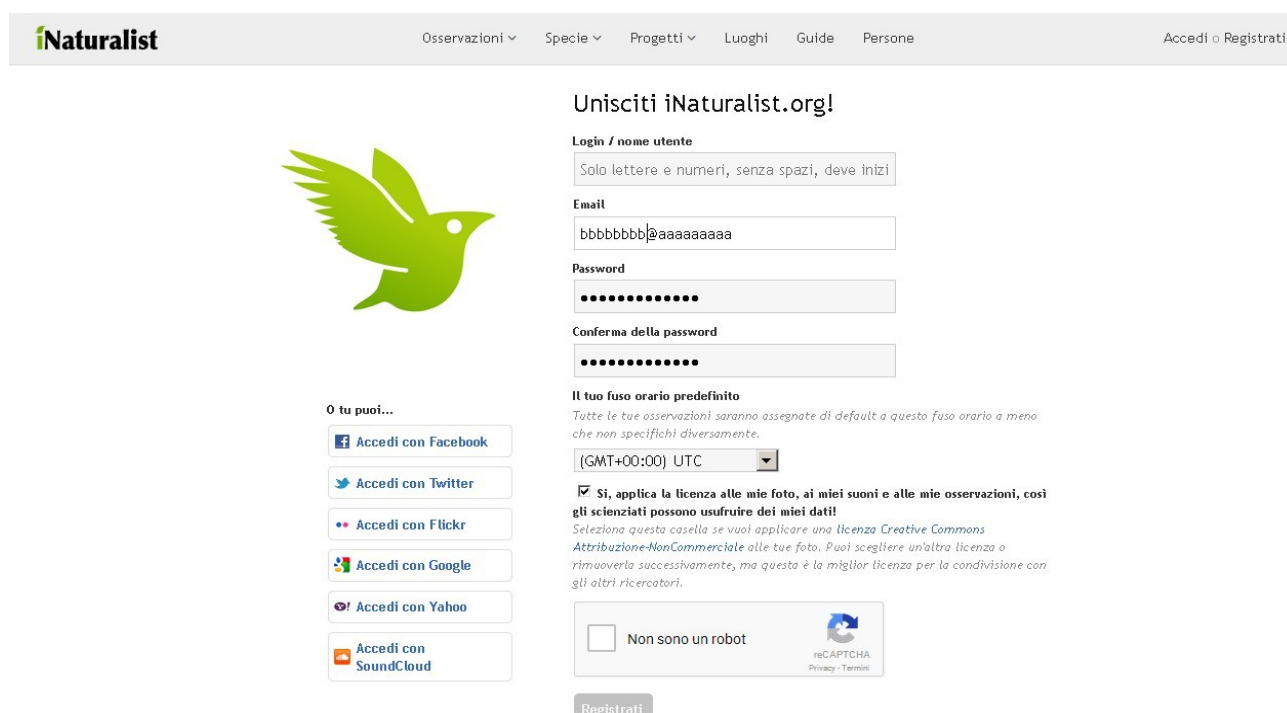 iNaturalist
Osservazioni Specie Progetti Luoghi Guide Persone
Accedi o Registrati
Unisciti iNaturalist.org!
Login / nome utente
Solo lettere e numeri, senza spazi, deve inizi
Email
bbbbbbbb@aaaaaaaaa
Password
•••••••••••••
Conferma della password
•••••••••••••
Il tuo fuso orario predefinito
Tutte le tue osservazioni saranno assegnate di default a questo fuso orario a meno
che non specifichi diversamente.
(GMT+00:00) UTC
Si, applica la licenza alle mie foto, ai miei suoni e alle mie osservazioni, così
gli scienziati possono usufruire dei miei dati!
Seleziona questa casella se vuoi applicare una licenza Creative Commons
Attribuzione-NonCommerciale alle tue foto. Puoi scegliere un'altra licenza o
rimuoverla successivamente, ma questa è la miglior licenza per la condivisione con
gli altri ricercatori.
Non sono un robot
reCAPTCHA
Privacy - Termini
Registrati
O tu puoi...
Accedi con Facebook
Accedi con Twitter
Accedi con Flickr
Accedi con Google
Accedi con Yahoo
Accedi con
SoundCloud